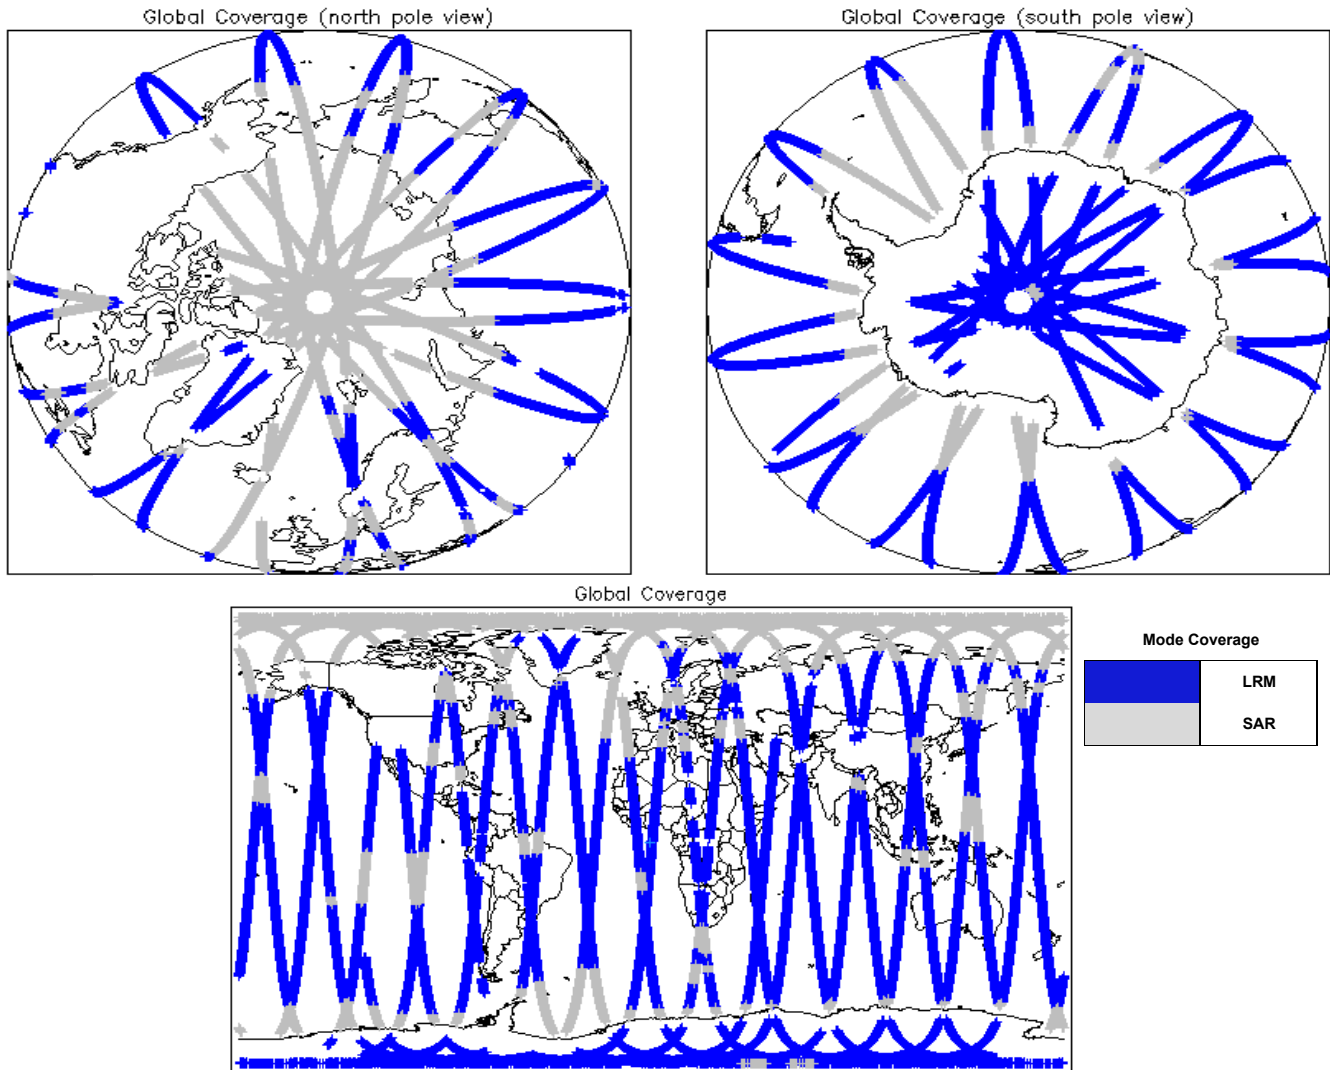 Global Coverage (north pole view)
Global Coverage (south pole view)
Global Coverage
Mode Coverage
LRM
SAR